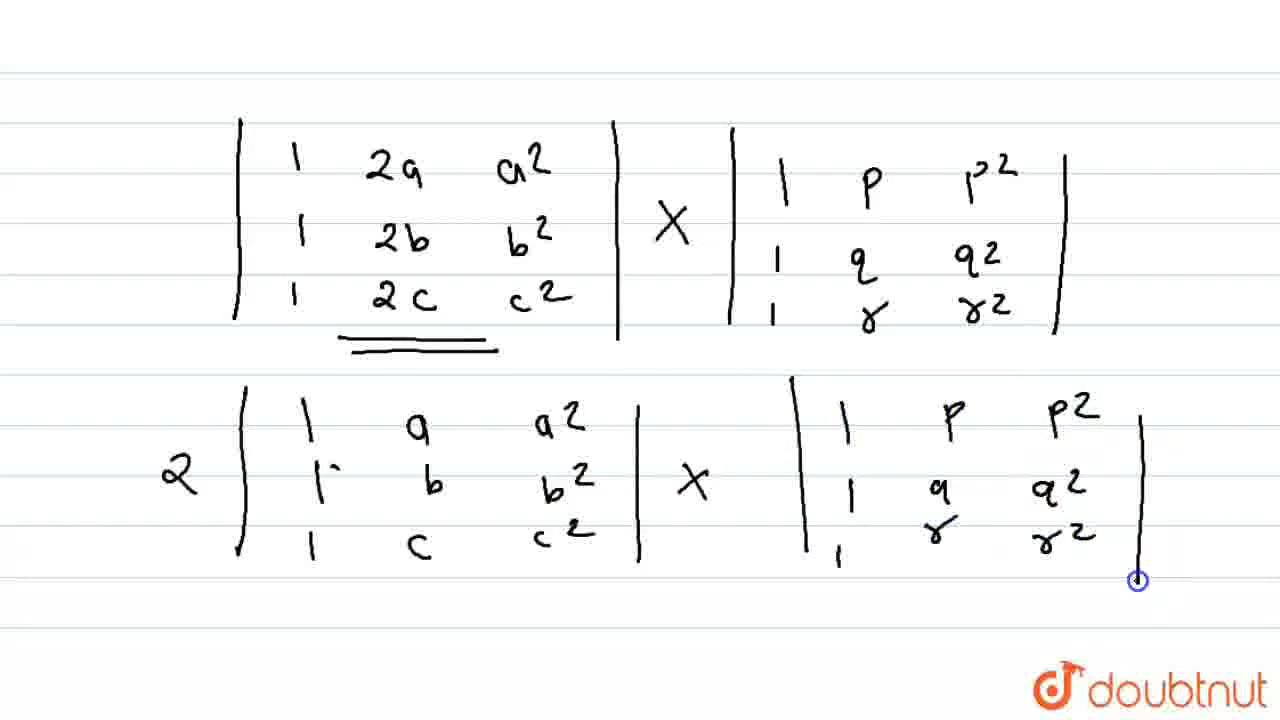 | 1 2a a² | × | 1 p p² |
| 1 2b b² | | 1 q q² |
| 1 2c c² | | 1 r r² |
2 | 1 a a² | × | 1 p p² |
| 1 b b² | | 1 q q² |
| 1 c c² | | 1 r r² |
doubtnut